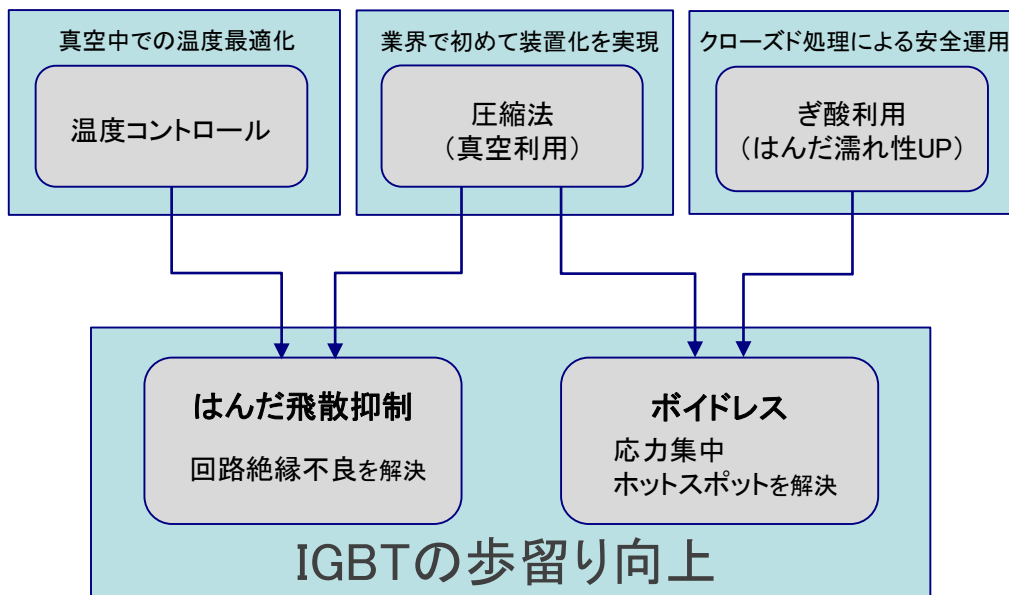 真空中での温度最適化
温度コントロール
業界で初めて装置化を実現
圧縮法
（真空利用）
クローズド処理による安全運用
ぎ酸利用
（はんだ濡れ性UP）
はんだ飛散抑制
回路絶縁不良を解決
ボイドレス
応力集中
ホットスポットを解決
IGBTの歩留り向上